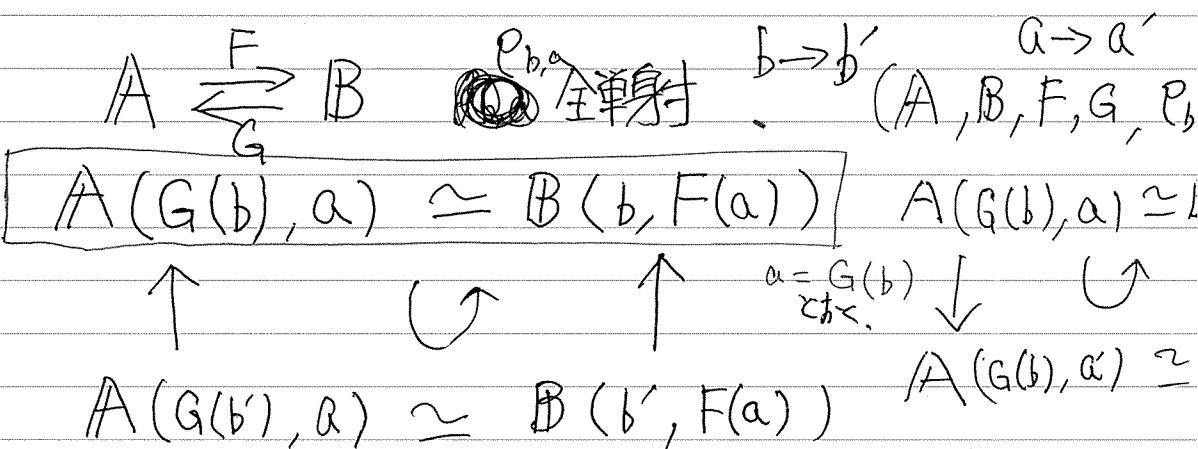 F ρ_{b,a} b→b′ a→a′
𝔸 ⇄ 𝔹 全単射 . (𝔸, 𝔹, F, G, ρ_b
G
𝔸(G(b), a) ≃ 𝔹(b, F(a)) 𝔸(G(b), a) ≃
↑ ↑ a = G(b) ↓
とおく.
𝔸(G(b′), a) ≃ 𝔹(b′, F(a)) 𝔸(G(b), a′) ≃